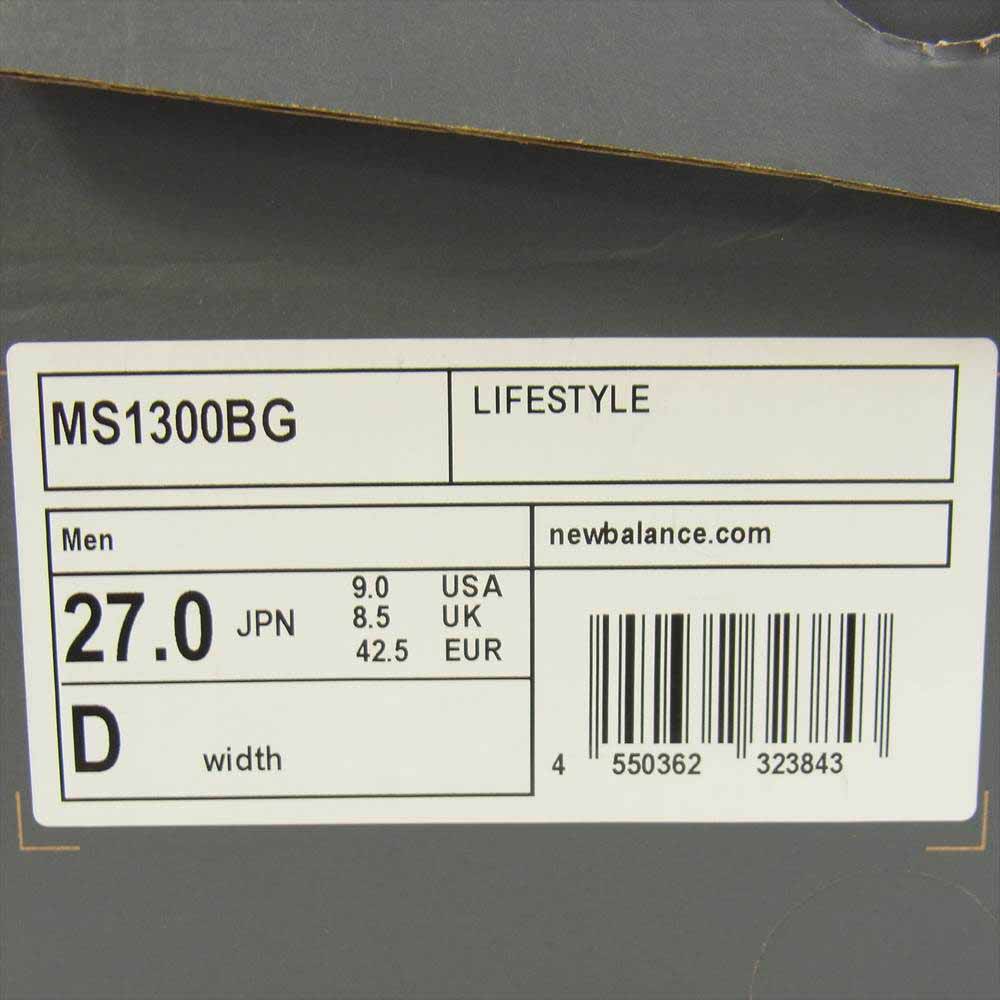 MS1300BG
LIFESTYLE
Men
newbalance.com
27.0 JPN
9.0 USA
8.5 UK
42.5 EUR
D width
4 550362 323843